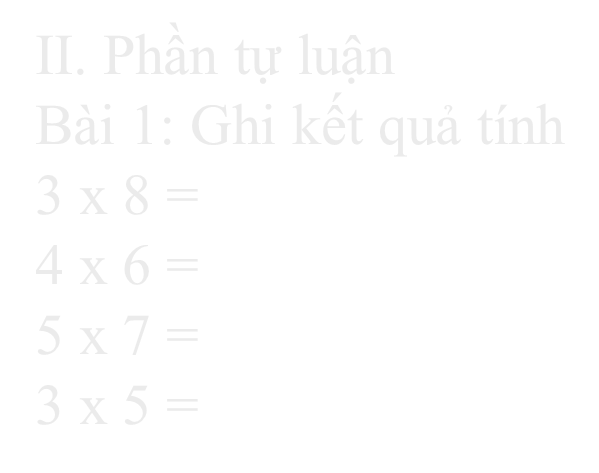 II. Phần tự luận
Bài 1: Ghi kết quả tính
3 x 8 =
4 x 6 =
5 x 7 =
3 x 5 =